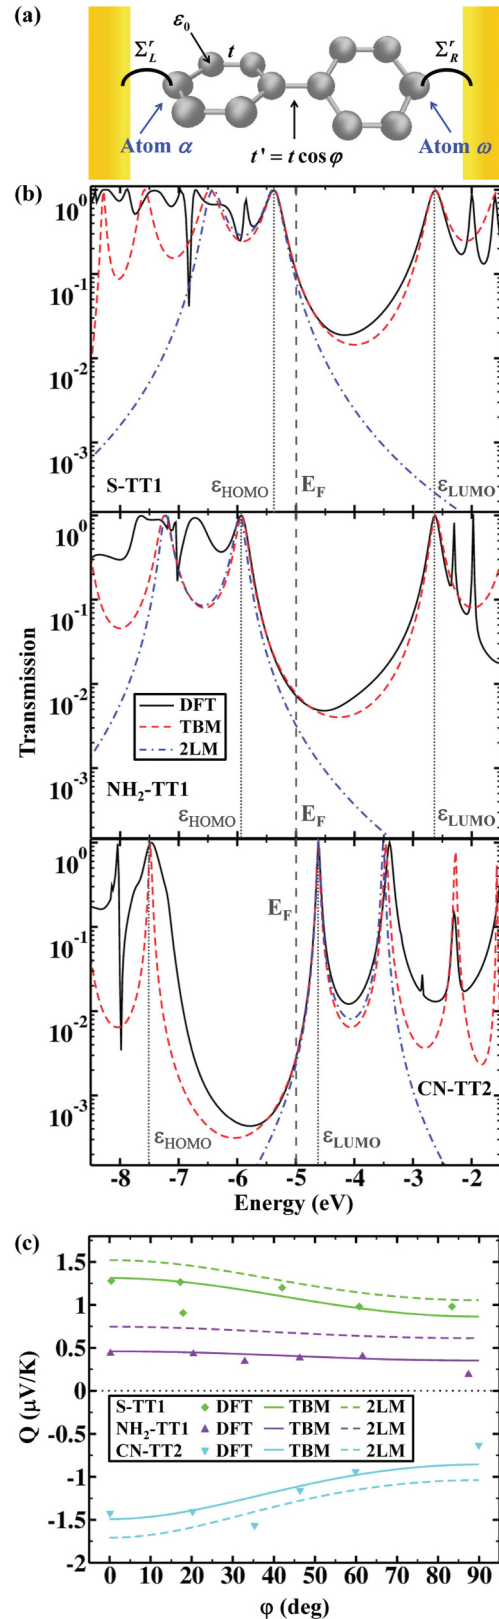 (a)
ε₀
t
Σ_L^r
Σ_R^r
Atom α
t' = t cos φ
Atom ω
(b)
10⁰
10⁻¹
10⁻²
10⁻³
S-TT1
ε_HOMO
E_F
ε_LUMO
Transmission
10⁰
10⁻¹
10⁻²
10⁻³
DFT
TBM
2LM
NH₂-TT1
ε_HOMO
E_F
ε_LUMO
10⁰
10⁻¹
10⁻²
10⁻³
E_F
CN-TT2
ε_HOMO
ε_LUMO
-8 -7 -6 -5 -4 -3 -2
Energy (eV)
(c)
Q (μV/K)
1.5
1
0.5
0
-0.5
-1
-1.5
-2
S-TT1 DFT TBM 2LM
NH₂-TT1 DFT TBM 2LM
CN-TT2 DFT TBM 2LM
0 10 20 30 40 50 60 70 80 90
φ (deg)